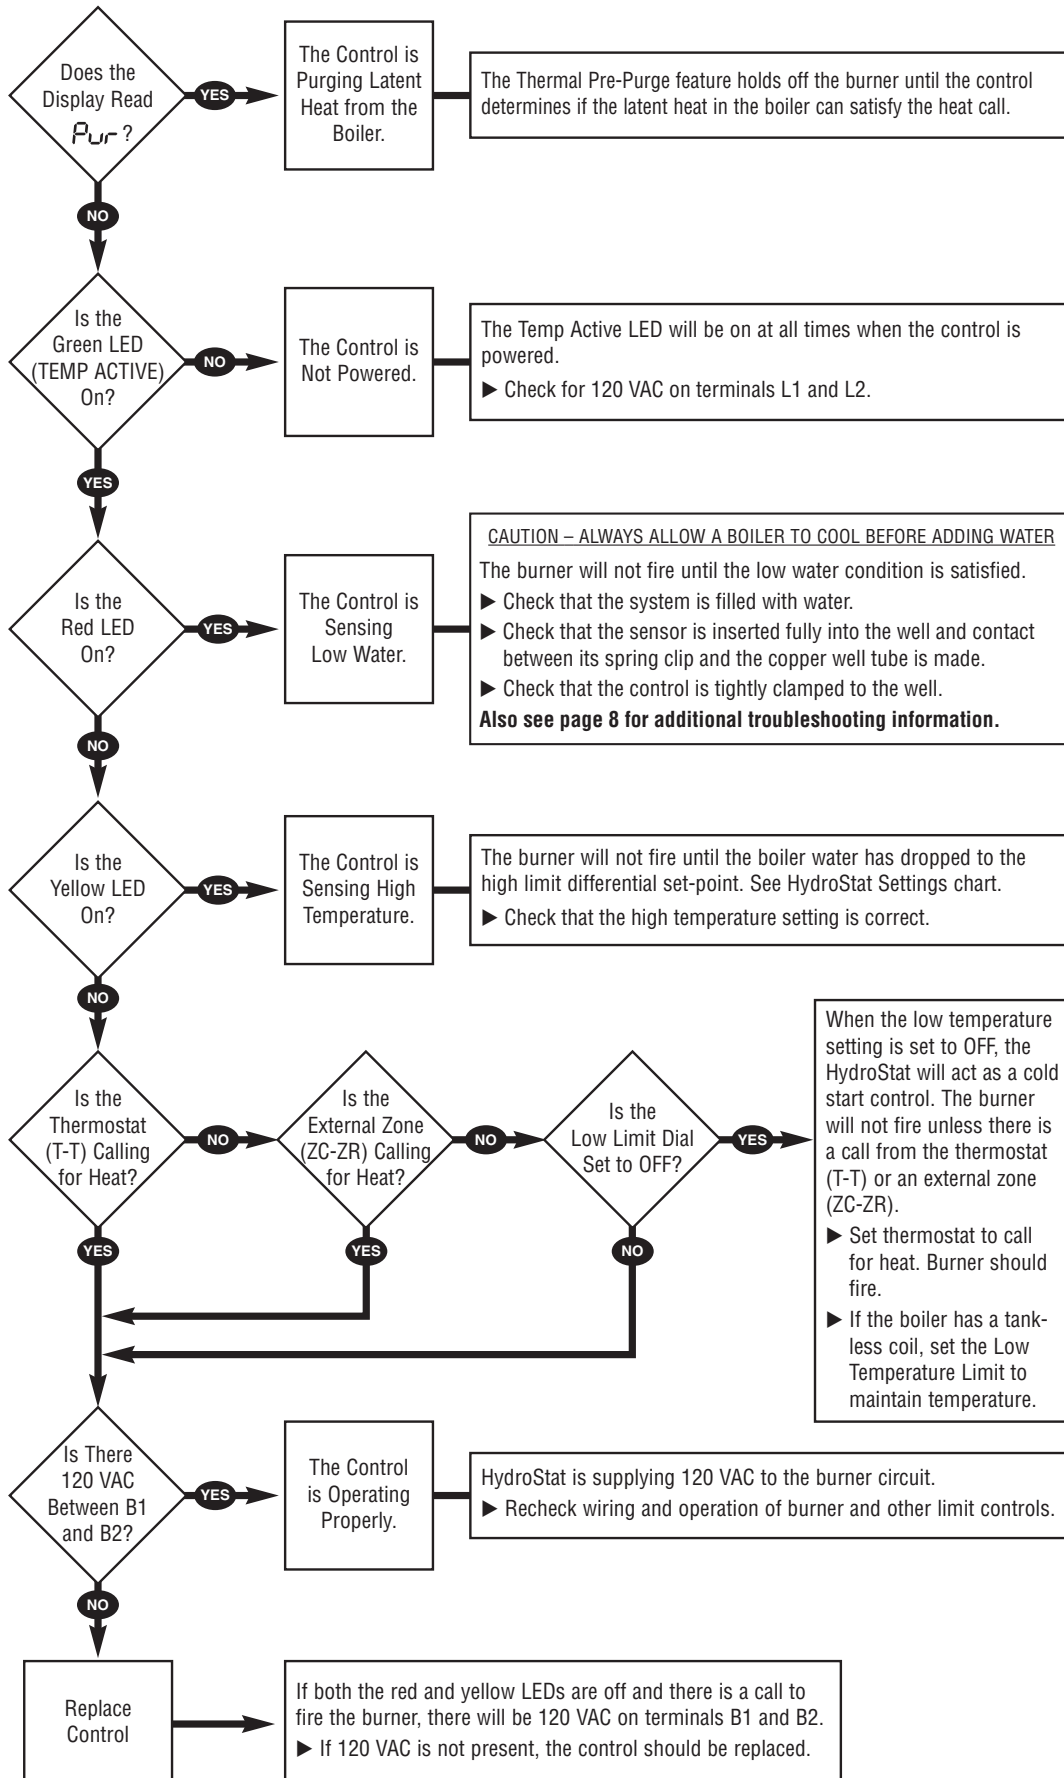 Does the
Display Read
Pur ?
YES
The Control is
Purging Latent
Heat from the
Boiler.
The Thermal Pre-Purge feature holds off the burner until the control
determines if the latent heat in the boiler can satisfy the heat call.
NO
Is the
Green LED
(TEMP ACTIVE)
On?
NO
The Control is
Not Powered.
The Temp Active LED will be on at all times when the control is
powered.
▶ Check for 120 VAC on terminals L1 and L2.
YES
Is the
Red LED
On?
YES
The Control is
Sensing
Low Water.
CAUTION – ALWAYS ALLOW A BOILER TO COOL BEFORE ADDING WATER
The burner will not fire until the low water condition is satisfied.
▶ Check that the system is filled with water.
▶ Check that the sensor is inserted fully into the well and contact
between its spring clip and the copper well tube is made.
▶ Check that the control is tightly clamped to the well.
Also see page 8 for additional troubleshooting information.
NO
Is the
Yellow LED
On?
YES
The Control is
Sensing High
Temperature.
The burner will not fire until the boiler water has dropped to the
high limit differential set-point. See HydroStat Settings chart.
▶ Check that the high temperature setting is correct.
NO
Is the
Thermostat
(T-T) Calling
for Heat?
NO
Is the
External Zone
(ZC-ZR) Calling
for Heat?
NO
Is the
Low Limit Dial
Set to OFF?
YES
When the low temperature
setting is set to OFF, the
HydroStat will act as a cold
start control. The burner
will not fire unless there is
a call from the thermostat
(T-T) or an external zone
(ZC-ZR).
▶ Set thermostat to call
for heat. Burner should
fire.
▶ If the boiler has a tank-
less coil, set the Low
Temperature Limit to
maintain temperature.
YES
YES
NO
Is There
120 VAC
Between B1
and B2?
YES
The Control
is Operating
Properly.
HydroStat is supplying 120 VAC to the burner circuit.
▶ Recheck wiring and operation of burner and other limit controls.
NO
Replace
Control
If both the red and yellow LEDs are off and there is a call to
fire the burner, there will be 120 VAC on terminals B1 and B2.
▶ If 120 VAC is not present, the control should be replaced.